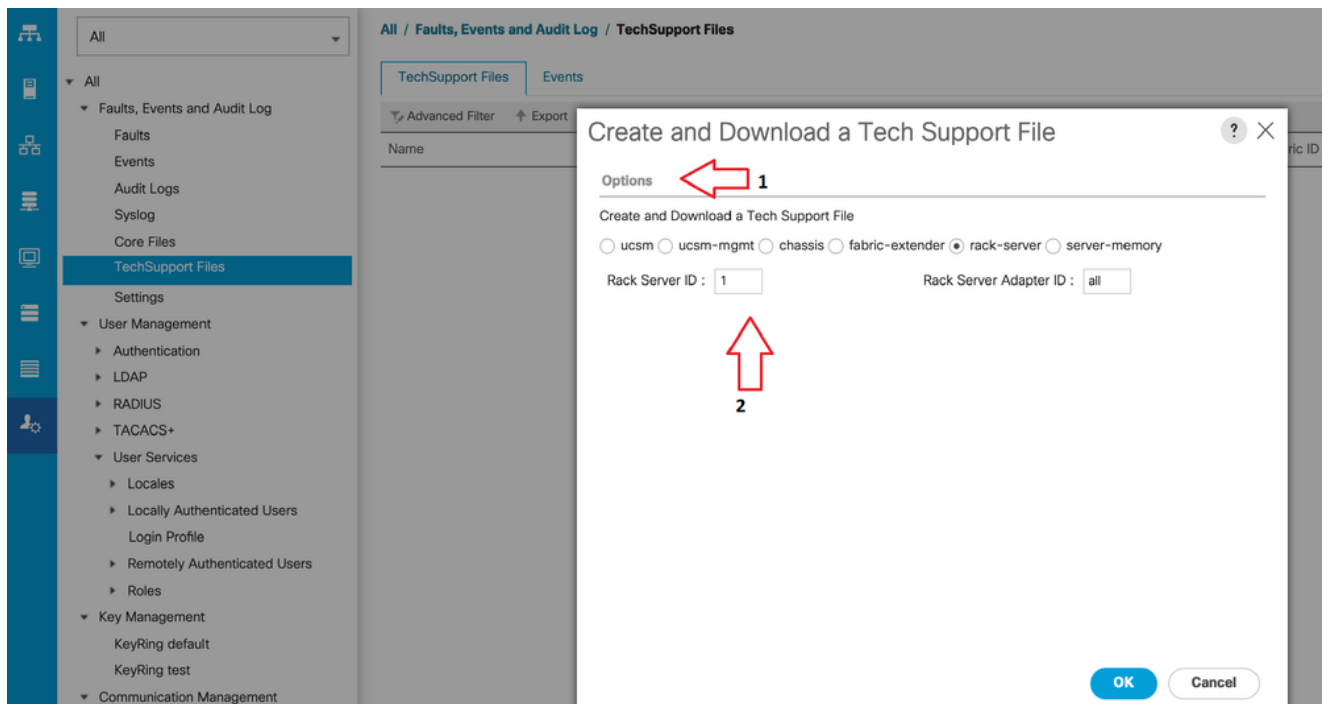 All
All
Faults, Events and Audit Log
Faults
Events
Audit Logs
Syslog
Core Files
TechSupport Files
Settings
User Management
Authentication
LDAP
RADIUS
TACACS+
User Services
Locales
Locally Authenticated Users
Login Profile
Remotely Authenticated Users
Roles
Key Management
KeyRing default
KeyRing test
Communication Management
All / Faults, Events and Audit Log / TechSupport Files
TechSupport Files Events
Advanced Filter Export
Name
ric ID
Create and Download a Tech Support File ?
Options 1
Create and Download a Tech Support File
ucsm ucsm-mgmt chassis fabric-extender rack-server server-memory
Rack Server ID : 1 Rack Server Adapter ID : all
2
OK Cancel